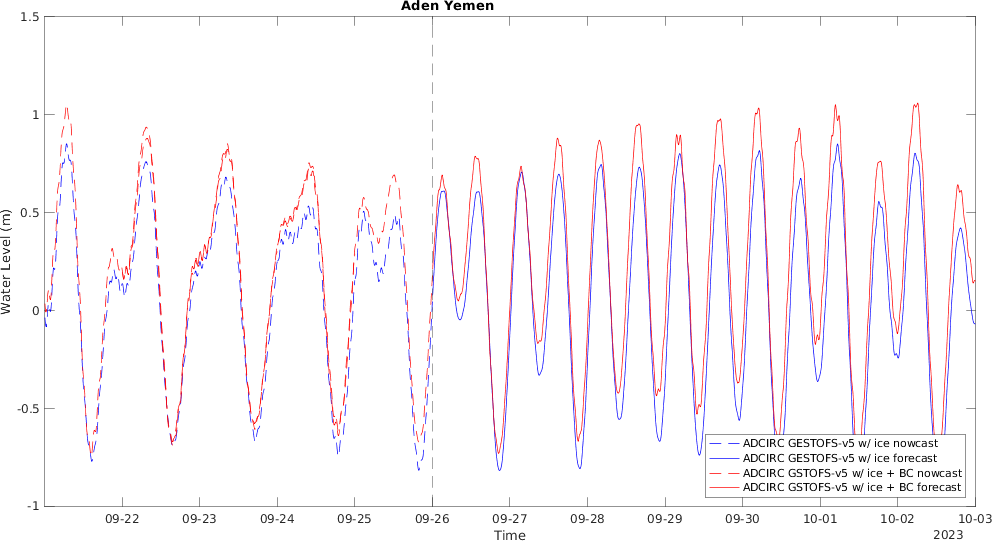 Aden Yemen
1.5
1
0.5
0
-0.5
-1
Water Level (m)
09-22 09-23 09-24 09-25 09-26 09-27 09-28 09-29 09-30 10-01 10-02 10-03
Time
2023
ADCIRC GESTOFS-v5 w/ ice nowcast
ADCIRC GESTOFS-v5 w/ ice forecast
ADCIRC GSTOFS-v5 w/ ice + BC nowcast
ADCIRC GSTOFS-v5 w/ ice + BC forecast